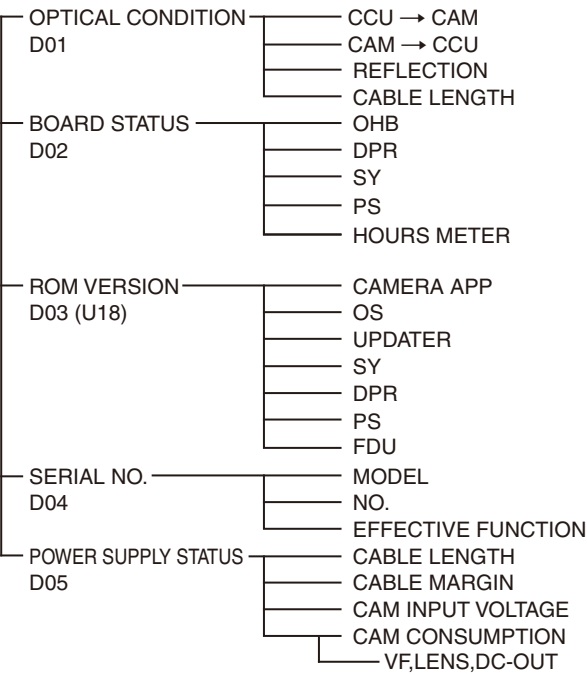 OPTICAL CONDITION
D01
CCU → CAM
CAM → CCU
REFLECTION
CABLE LENGTH
BOARD STATUS
D02
OHB
DPR
SY
PS
HOURS METER
ROM VERSION
D03 (U18)
CAMERA APP
OS
UPDATER
SY
DPR
PS
FDU
SERIAL NO.
D04
MODEL
NO.
EFFECTIVE FUNCTION
POWER SUPPLY STATUS
D05
CABLE LENGTH
CABLE MARGIN
CAM INPUT VOLTAGE
CAM CONSUMPTION
VF,LENS,DC-OUT